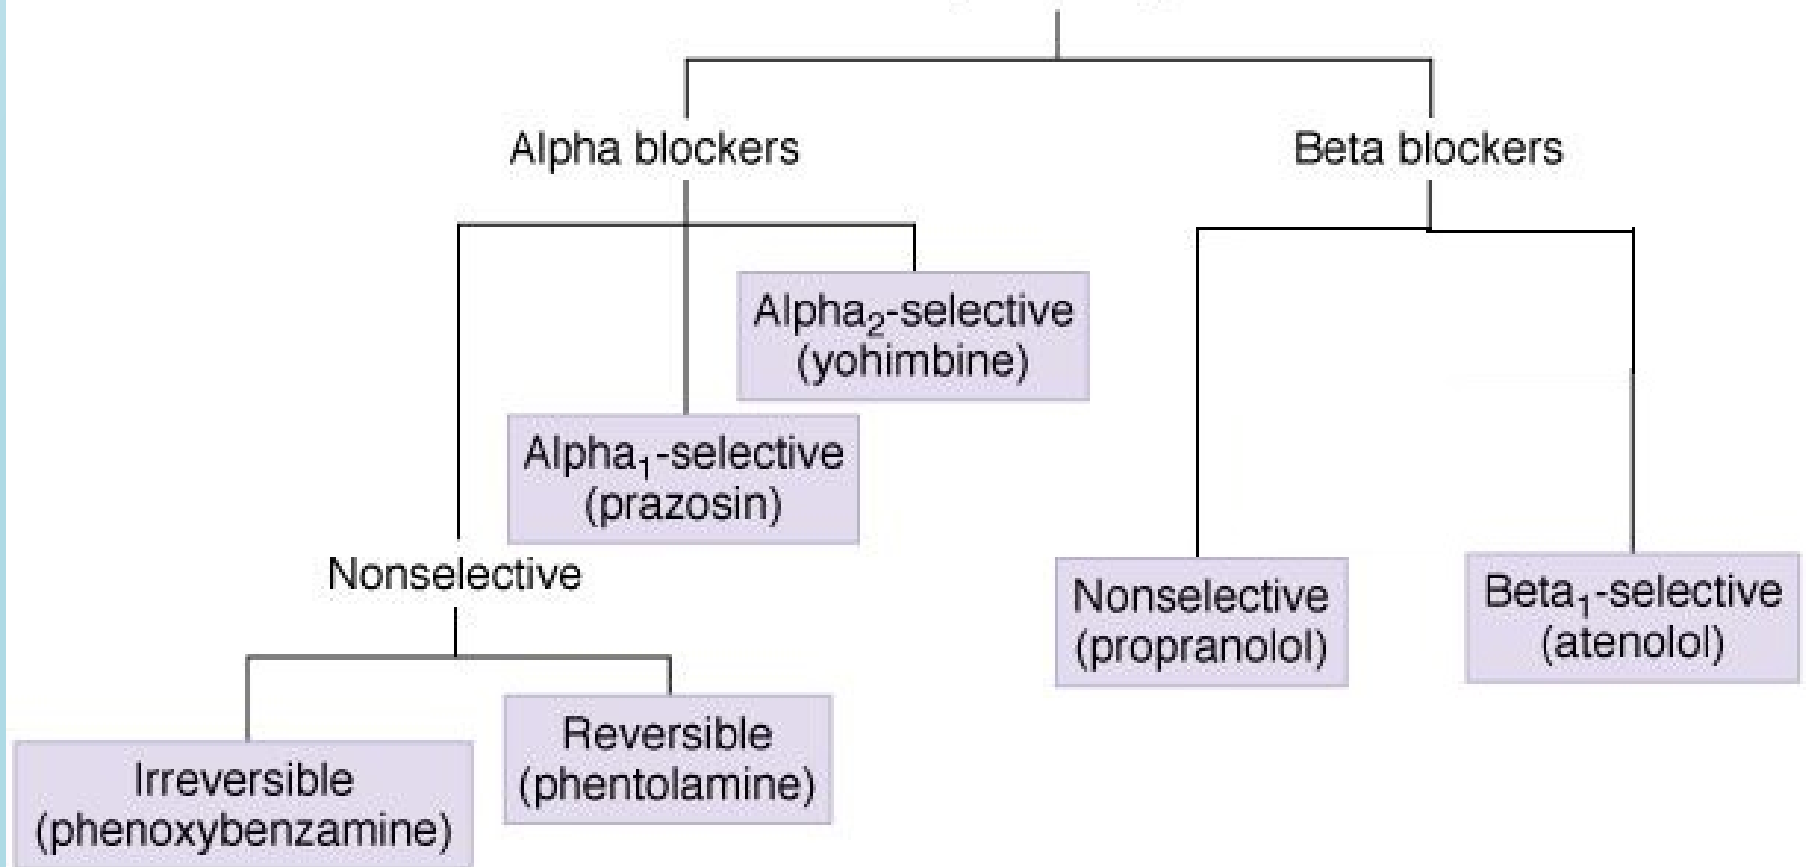 Alpha blockers
Beta blockers
Alpha₂-selective
(yohimbine)
Alpha₁-selective
(prazosin)
Nonselective
Irreversible
(phenoxybenzamine)
Reversible
(phentolamine)
Nonselective
(propranolol)
Beta₁-selective
(atenolol)